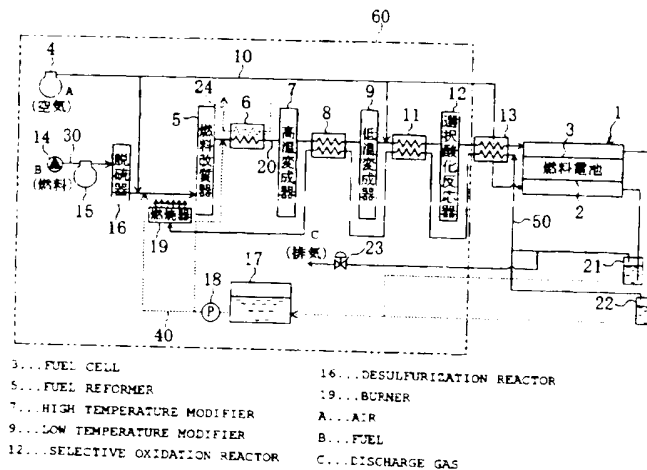 60
10
4
A
(空気)
24
5
燃料改質器
6
20
7
高温変成器
8
9
低温変成器
11
12
選択酸化反応器
13
1
3
燃料電池
2
50
14
30
B
(燃料)
15
脱硫器
16
燃焼器
19
C
(排気)
23
21
22
17
18
P
40
3...FUEL CELL
5...FUEL REFORMER
7...HIGH TEMPERATURE MODIFIER
9...LOW TEMPERATURE MODIFIER
12...SELECTIVE OXIDATION REACTOR
16...DESULFURIZATION REACTOR
19...BURNER
A...AIR
B...FUEL
C...DISCHARGE GAS